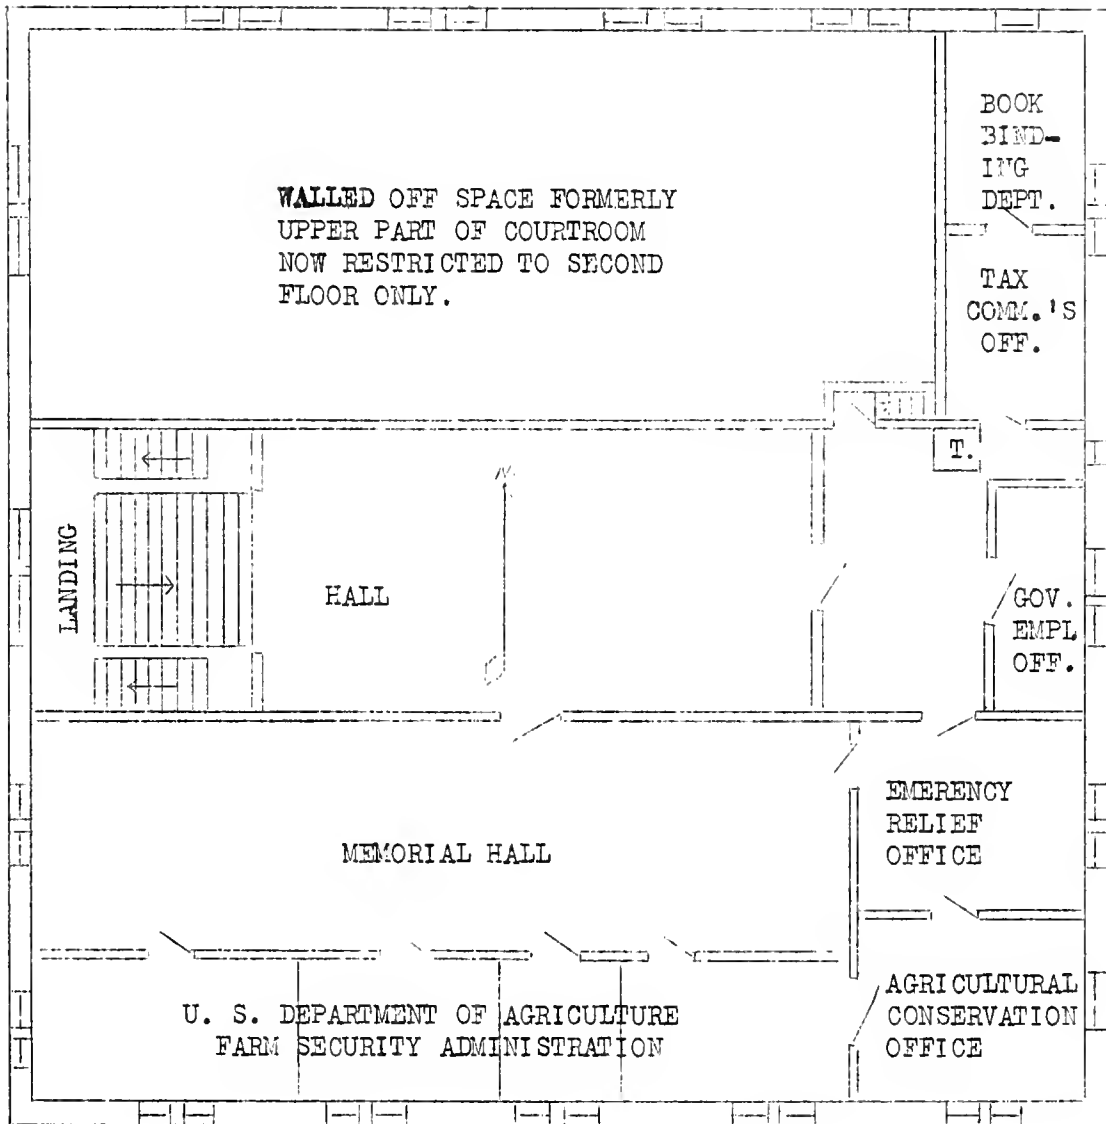 WALLED OFF SPACE FORMERLY
UPPER PART OF COURTROOM
NOW RESTRICTED TO SECOND
FLOOR ONLY.
BOOK
BIND-
ING
DEPT.
TAX
COMM.'S
OFF.
T.
N
LANDING
HALL
GOV.
EMPL
OFF.
MEMORIAL HALL
EMERENCY
RELIEF
OFFICE
U. S. DEPARTMENT OF AGRICULTURE
FARM SECURITY ADMINISTRATION
AGRICULTURAL
CONSERVATION
OFFICE